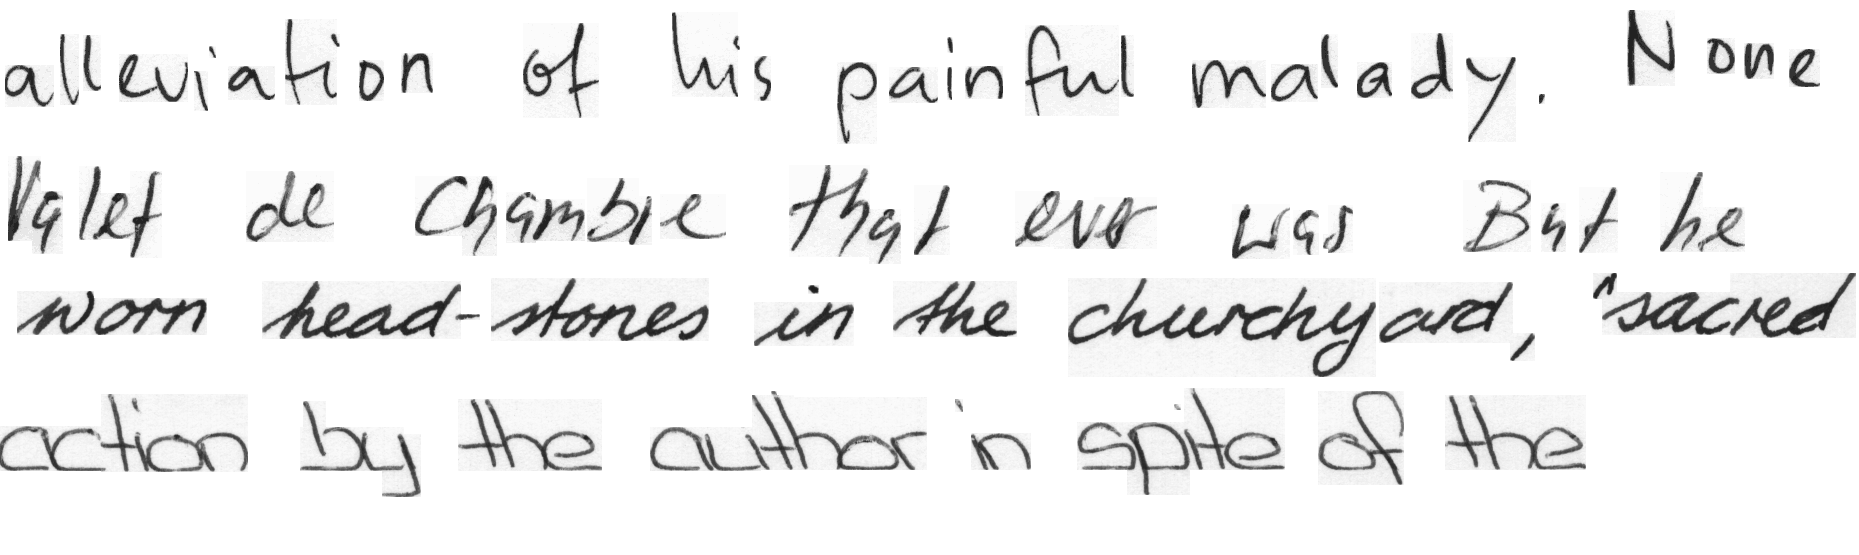 alleviation of his painful malady. None
Valet de Chambre that ever was But he
worn head-stones in the churchyard, "sacred
action by the author in spite of the